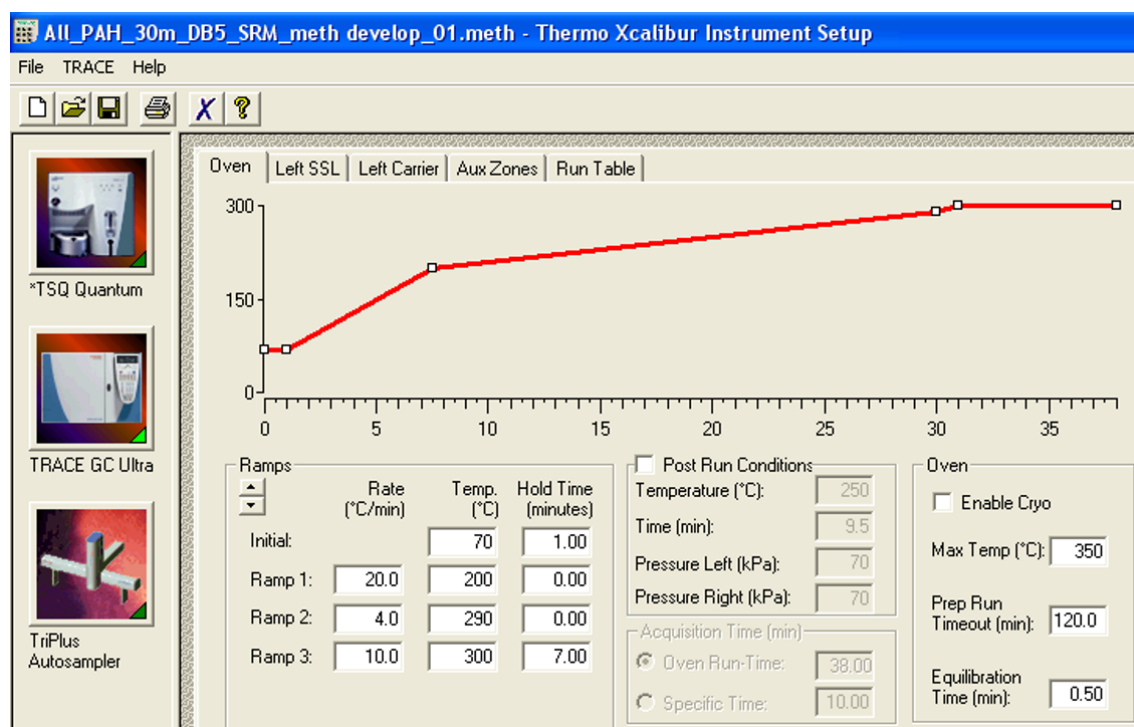 All_PAH_30m_DB5_SRM_meth develop_01.meth - Thermo Xcalibur Instrument Setup
File TRACE Help
Oven Left SSL Left Carrier Aux Zones Run Table
300
150
0
0 5 10 15 20 25 30 35
*TSQ Quantum
TRACE GC Ultra
TriPlus
Autosampler
Ramps
Rate Temp. Hold Time
(°C/min) (°C) (minutes)
Initial: 70 1.00
Ramp 1: 20.0 200 0.00
Ramp 2: 4.0 290 0.00
Ramp 3: 10.0 300 7.00
Post Run Conditions
Temperature (°C): 250
Time (min): 9.5
Pressure Left (kPa): 70
Pressure Right (kPa): 70
Acquisition Time (min)
Oven Run-Time: 38.00
Specific Time: 10.00
Oven
Enable Cryo
Max Temp (°C): 350
Prep Run
Timeout (min): 120.0
Equilibration
Time (min): 0.50